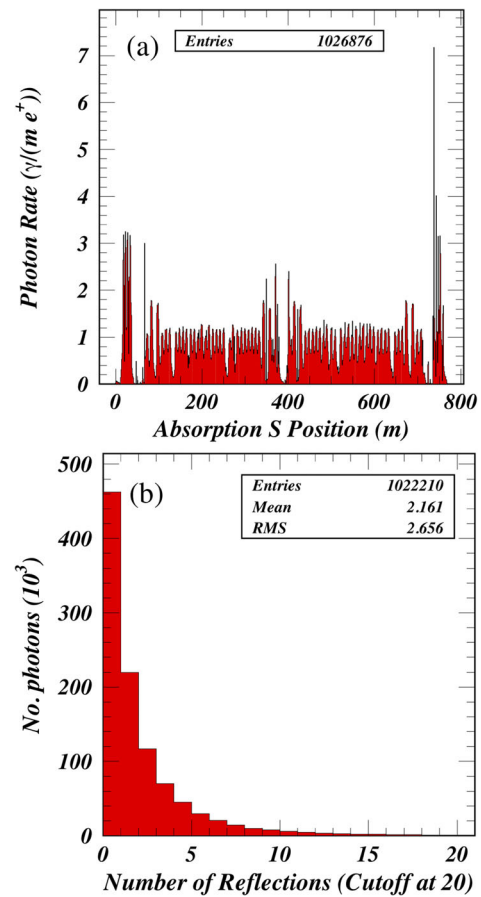 (a)
Entries 1026876
Photon Rate (γ/(m e⁺))
7
6
5
4
3
2
1
0
0 200 400 600 800
Absorption S Position (m)
(b)
Entries 1022210
Mean 2.161
RMS 2.656
No. photons (10³)
500
400
300
200
100
0
0 5 10 15 20
Number of Reflections (Cutoff at 20)